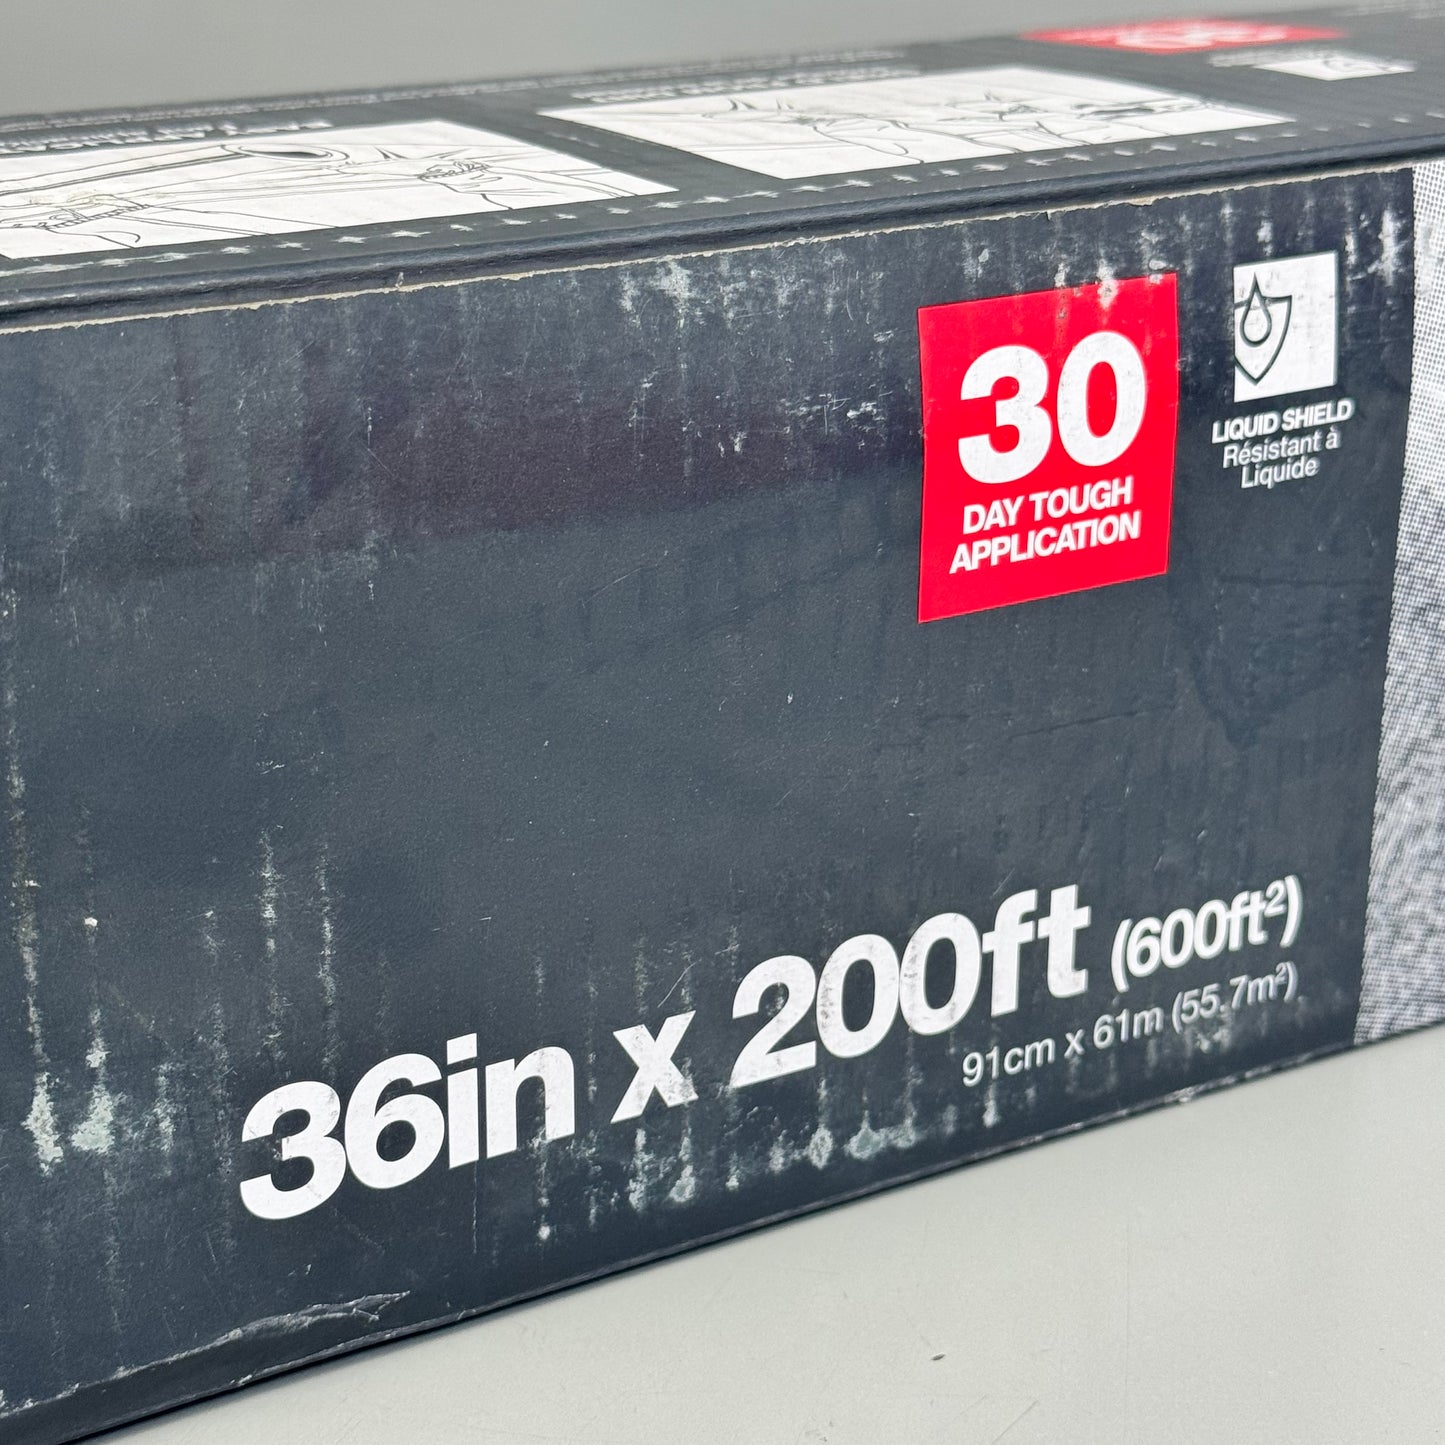 30
DAY TOUGH
APPLICATION
LIQUID SHIELD
Résistant à
Liquide
36in x 200ft (600ft²)
91cm x 61m (55.7m²)